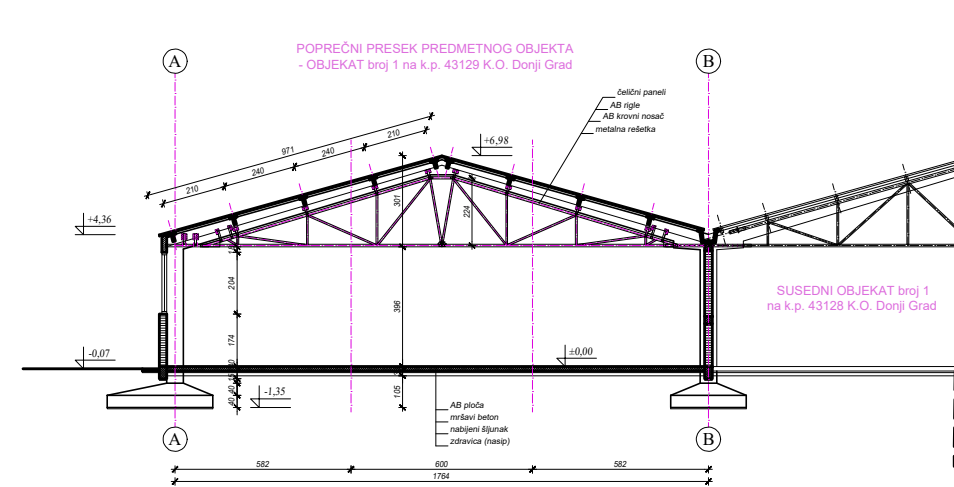 POPREČNI PRESEK PREDMETNOG OBJEKTA
- OBJEKAT broj 1 na k.p. 43129 K.O. Donji Grad
A
B
čelični paneli
AB rigle
AB krovni nosač
metalna rešetka
971
210
240
240
210
+6,98
301
224
+4,36
204
396
174
SUSEDNI OBJEKAT broj 1
na k.p. 43128 K.O. Donji Grad
-0,07
±0,00
15
40
40
-1,35
105
AB ploča
mršavi beton
nabijeni šljunak
zdravica (nasip)
A
B
582
600
582
1764